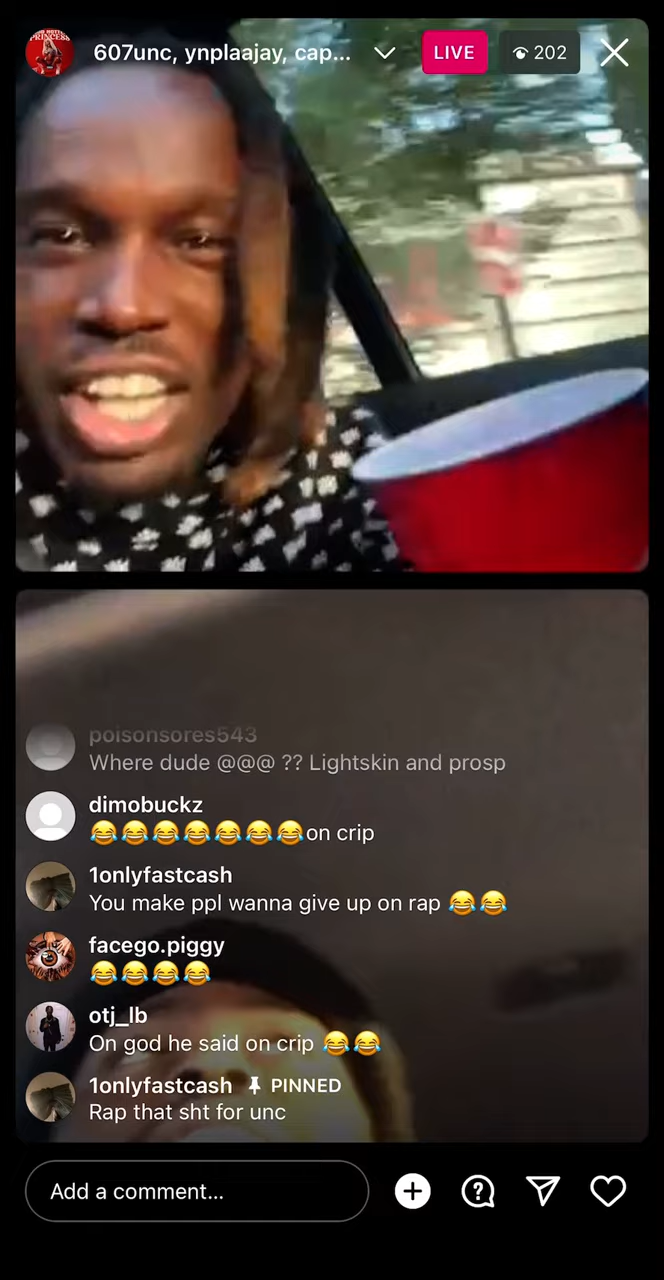 PRINCESS
607unc, ynplaajay, cap...
LIVE
202
poisonsores543
Where dude @@@ ?? Lightskin and prosp
dimobuckz
😂😂😂😂😂😂😂on crip
1onlyfastcash
You make ppl wanna give up on rap 😂😂
facego.piggy
😂😂😂😂
otj_lb
On god he said on crip 😂😂
1onlyfastcash PINNED
Rap that sht for unc
Add a comment...